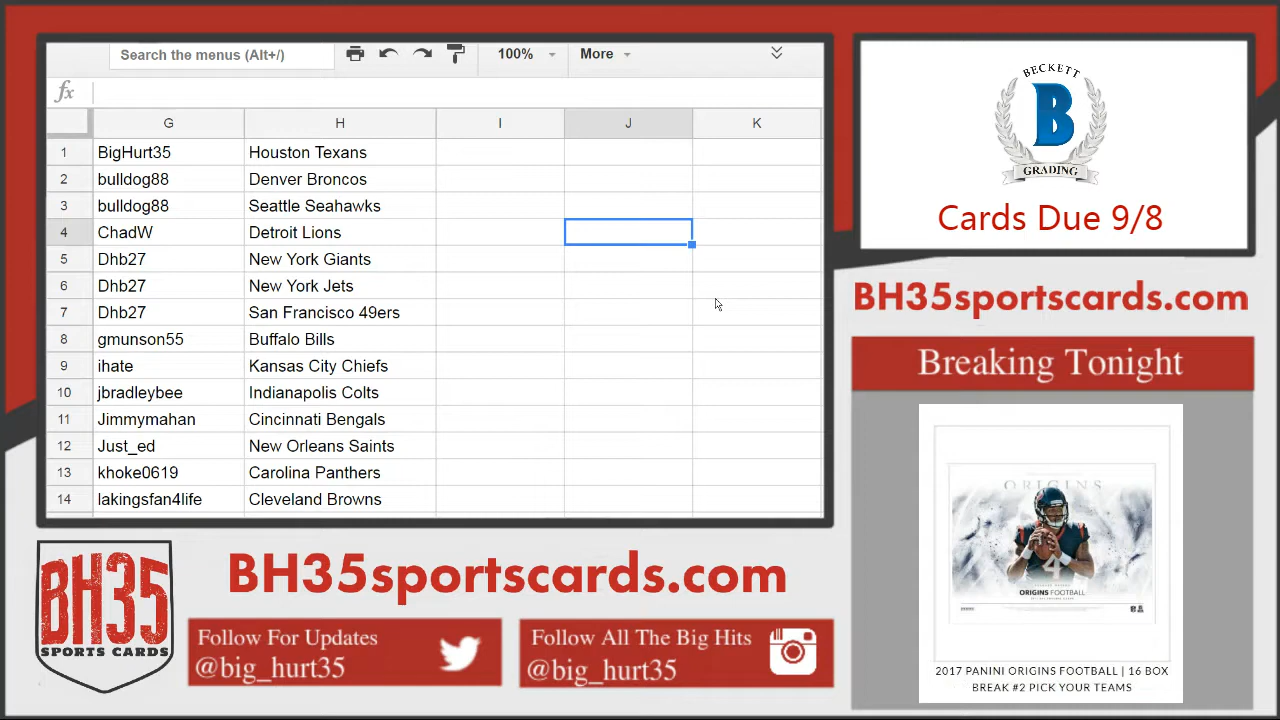 Search the menus (Alt+/)
100%
More
fx
G H I J K
1 BigHurt35 Houston Texans
2 bulldog88 Denver Broncos
3 bulldog88 Seattle Seahawks
4 ChadW Detroit Lions
5 Dhb27 New York Giants
6 Dhb27 New York Jets
7 Dhb27 San Francisco 49ers
8 gmunson55 Buffalo Bills
9 ihate Kansas City Chiefs
10 jbradleybee Indianapolis Colts
11 Jimmymahan Cincinnati Bengals
12 Just_ed New Orleans Saints
13 khoke0619 Carolina Panthers
14 lakingsfan4life Cleveland Browns
BECKETT
B
GRADING
Cards Due 9/8
BH35sportscards.com
Breaking Tonight
ORIGINS
4
ORIGINS FOOTBALL
2017 PANINI ORIGINS FOOTBALL | 16 BOX
BREAK #2 PICK YOUR TEAMS
BH35
SPORTS CARDS
BH35sportscards.com
Follow For Updates
@big_hurt35
Follow All The Big Hits
@big_hurt35